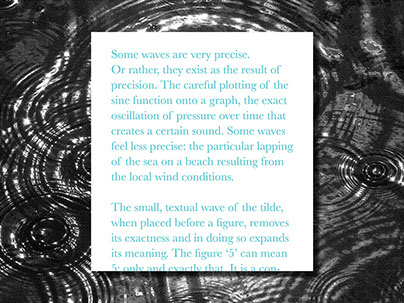 Some waves are very precise.
Or rather, they exist as the result of
precision. The careful plotting of the
sine function onto a graph, the exact
oscillation of pressure over time that
creates a certain sound. Some waves
feel less precise: the particular lapping
of the sea on a beach resulting from
the local wind conditions.

The small, textual wave of the tilde,
when placed before a figure, removes
its exactness and in doing so expands
its meaning. The figure ‘5’ can mean
5: only and exactly that. It is a con-